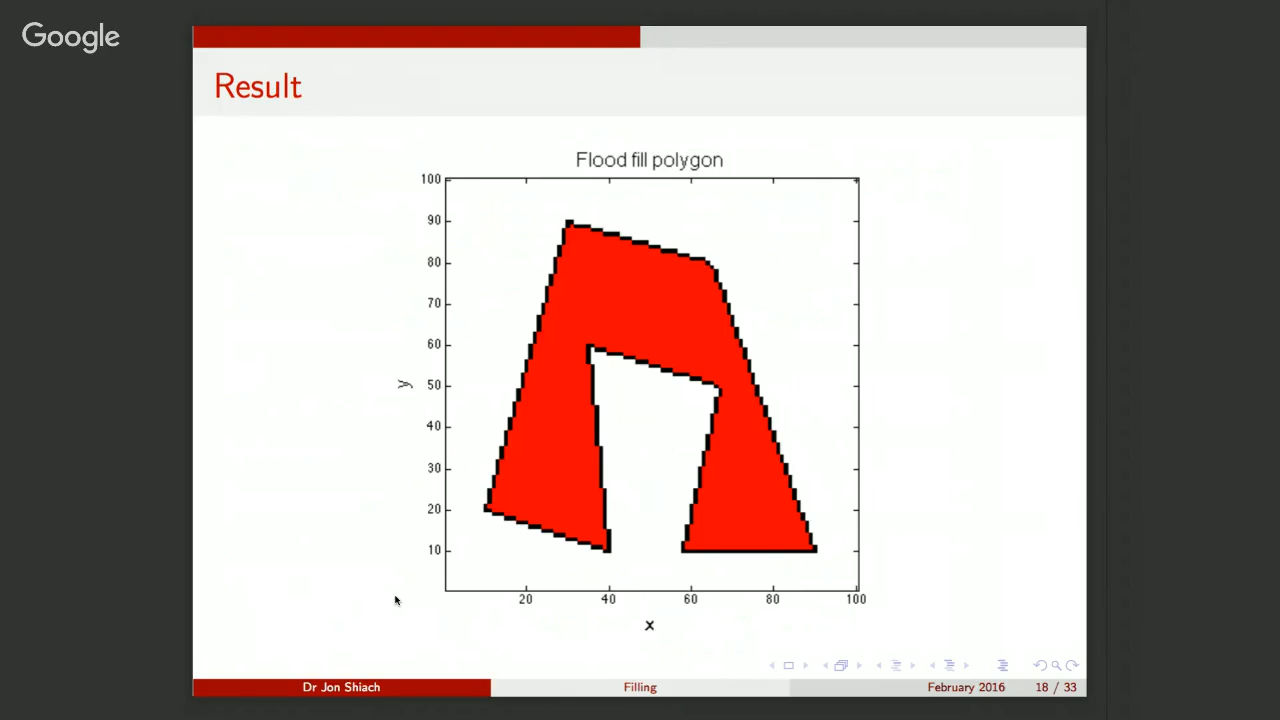 Google
Result
Flood fill polygon
100
90
80
70
60
50
40
30
20
10
y
20 40 60 80 100
x
Dr Jon Shiach Filling February 2016 18 / 33